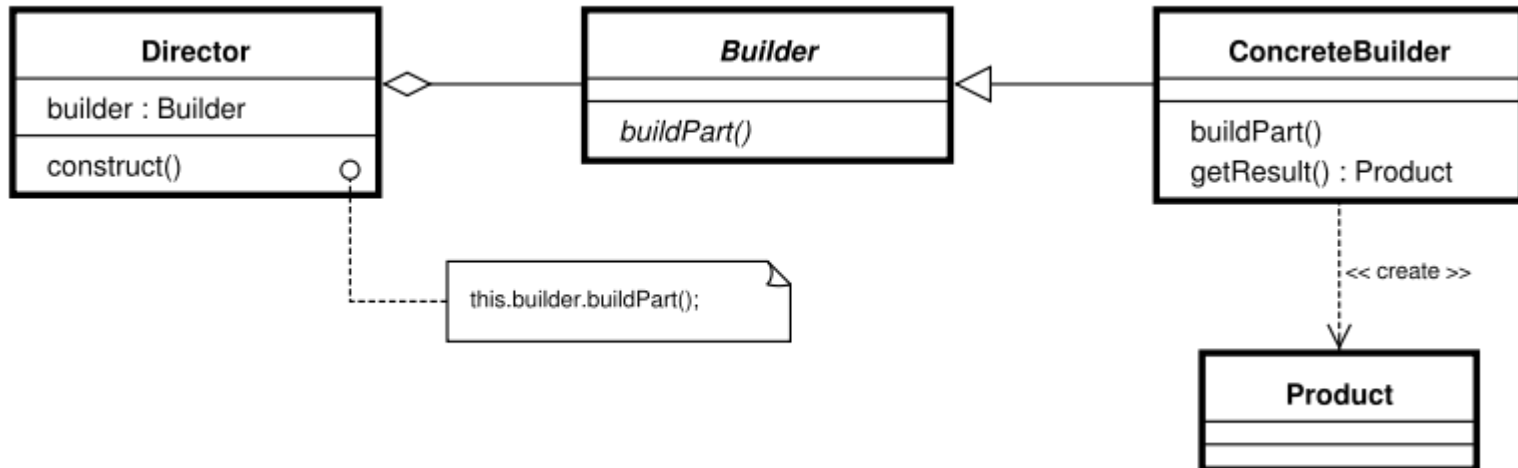 Director
builder : Builder
construct()
Builder
buildPart()
ConcreteBuilder
buildPart()
getResult() : Product
this.builder.buildPart();
<< create >>
Product